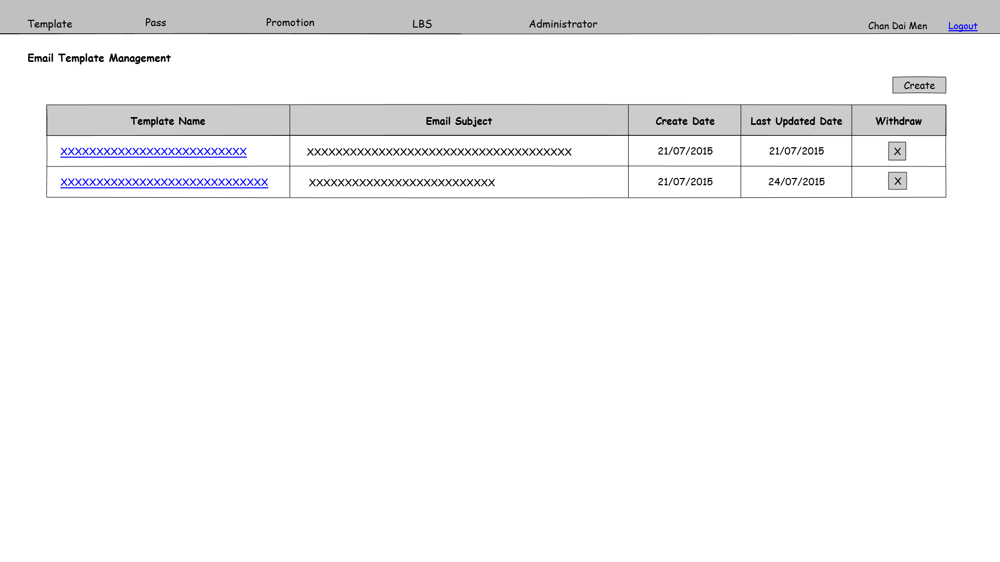 Template Pass Promotion LBS Administrator Chan Dai Men Logout
Email Template Management
Create
Template Name Email Subject Create Date Last Updated Date Withdraw
XXXXXXXXXXXXXXXXXXXXXXXXXX XXXXXXXXXXXXXXXXXXXXXXXXXXXXXXXXXXXXX 21/07/2015 21/07/2015 X
XXXXXXXXXXXXXXXXXXXXXXXXXXXXX XXXXXXXXXXXXXXXXXXXXXXXXXX 21/07/2015 24/07/2015 X